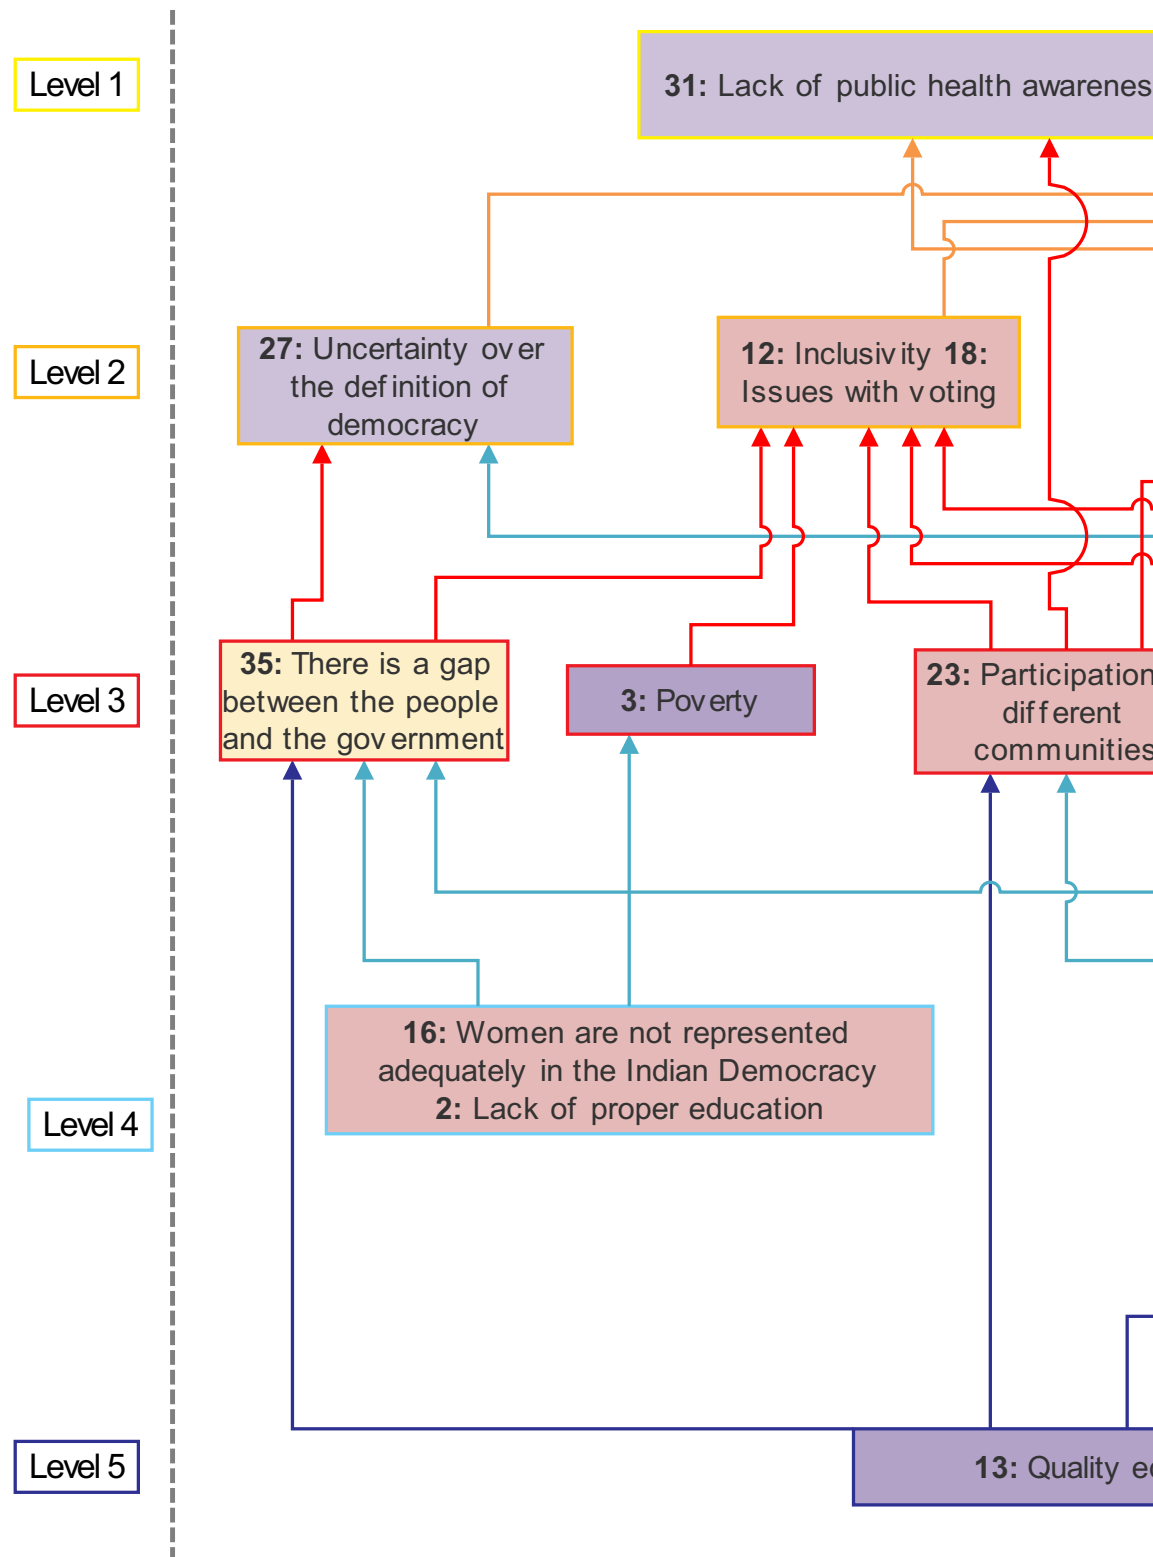 Level 1
31: Lack of public health awarenes
Level 2
27: Uncertainty over
the definition of
democracy
12: Inclusivity 18:
Issues with voting
Level 3
35: There is a gap
between the people
and the government
3: Poverty
23: Participation
different
communities
16: Women are not represented
adequately in the Indian Democracy
2: Lack of proper education
Level 4
Level 5
13: Quality